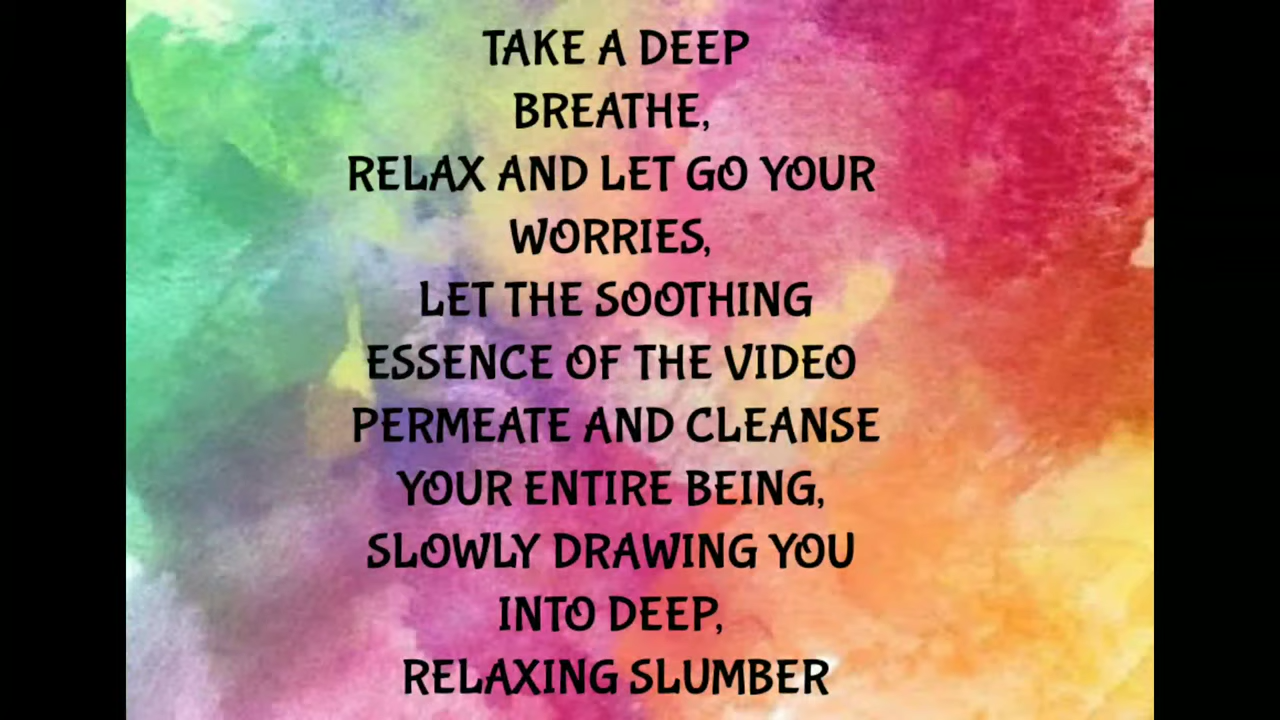 TAKE A DEEP
BREATHE,
RELAX AND LET GO YOUR
WORRIES,
LET THE SOOTHING
ESSENCE OF THE VIDEO
PERMEATE AND CLEANSE
YOUR ENTIRE BEING,
SLOWLY DRAWING YOU
INTO DEEP,
RELAXING SLUMBER